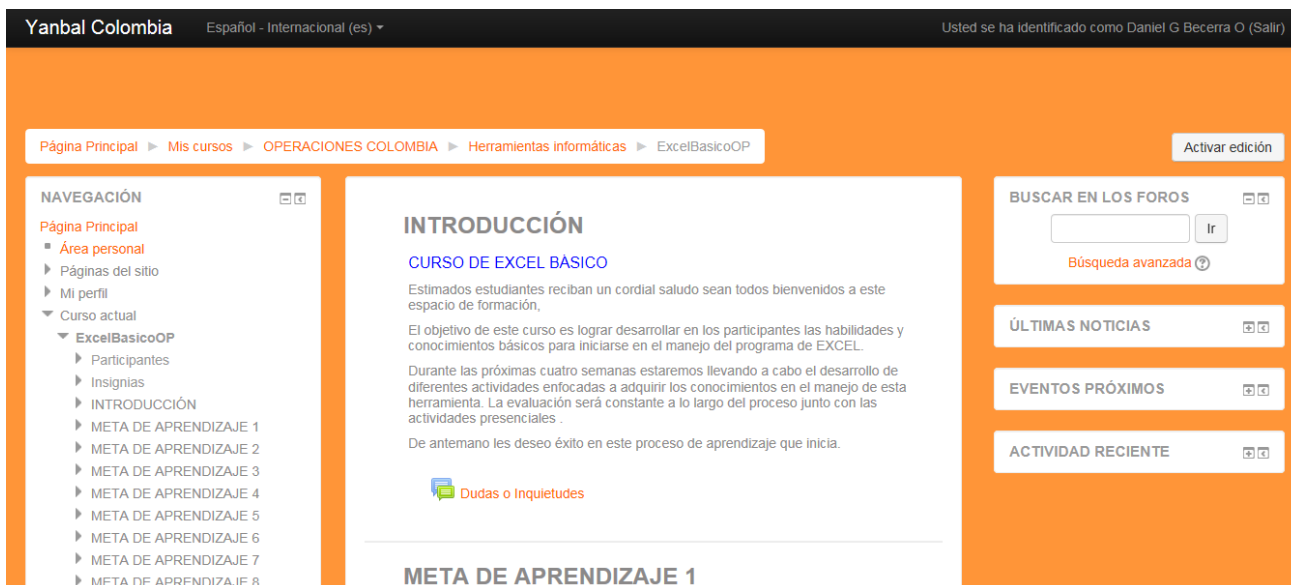 Yanbal Colombia Español - Internacional (es) Usted se ha identificado como Daniel G Becerra O (Salir)
Página Principal Mis cursos OPERACIONES COLOMBIA Herramientas informáticas ExcelBasicoOP
Activar edición
NAVEGACIÓN
Página Principal
Área personal
Páginas del sitio
Mi perfil
Curso actual
ExcelBasicoOP
Participantes
Insignias
INTRODUCCIÓN
META DE APRENDIZAJE 1
META DE APRENDIZAJE 2
META DE APRENDIZAJE 3
META DE APRENDIZAJE 4
META DE APRENDIZAJE 5
META DE APRENDIZAJE 6
META DE APRENDIZAJE 7
META DE APRENDIZAJE 8
INTRODUCCIÓN
CURSO DE EXCEL BÁSICO
Estimados estudiantes reciban un cordial saludo sean todos bienvenidos a este
espacio de formación,
El objetivo de este curso es lograr desarrollar en los participantes las habilidades y
conocimientos básicos para iniciarse en el manejo del programa de EXCEL.
Durante las próximas cuatro semanas estaremos llevando a cabo el desarrollo de
diferentes actividades enfocadas a adquirir los conocimientos en el manejo de esta
herramienta. La evaluación será constante a lo largo del proceso junto con las
actividades presenciales .
De antemano les deseo éxito en este proceso de aprendizaje que inicia.
Dudas o Inquietudes
META DE APRENDIZAJE 1
BUSCAR EN LOS FOROS
Ir
Búsqueda avanzada
ÚLTIMAS NOTICIAS
EVENTOS PRÓXIMOS
ACTIVIDAD RECIENTE